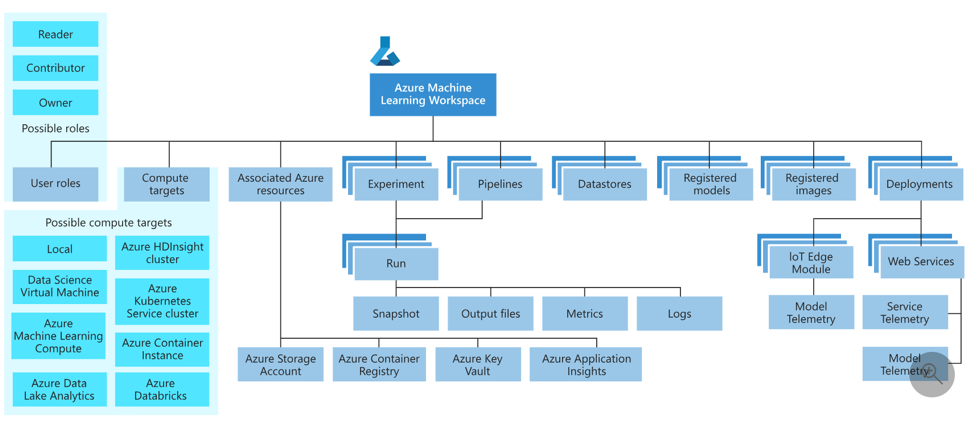 Reader
Contributor
Owner
Possible roles
Azure Machine
Learning Workspace
User roles
Compute
targets
Associated Azure
resources
Experiment
Pipelines
Datastores
Registered
models
Registered
images
Deployments
Possible compute targets
Local
Azure HDInsight
cluster
Data Science
Virtual Machine
Azure
Kubernetes
Service cluster
Azure
Machine Learning
Compute
Azure Container
Instance
Azure Data
Lake Analytics
Azure
Databricks
Run
IoT Edge
Module
Web Services
Snapshot
Output files
Metrics
Logs
Model
Telemetry
Service
Telemetry
Azure Storage
Account
Azure Container
Registry
Azure Key
Vault
Azure Application
Insights
Model
Telemetry